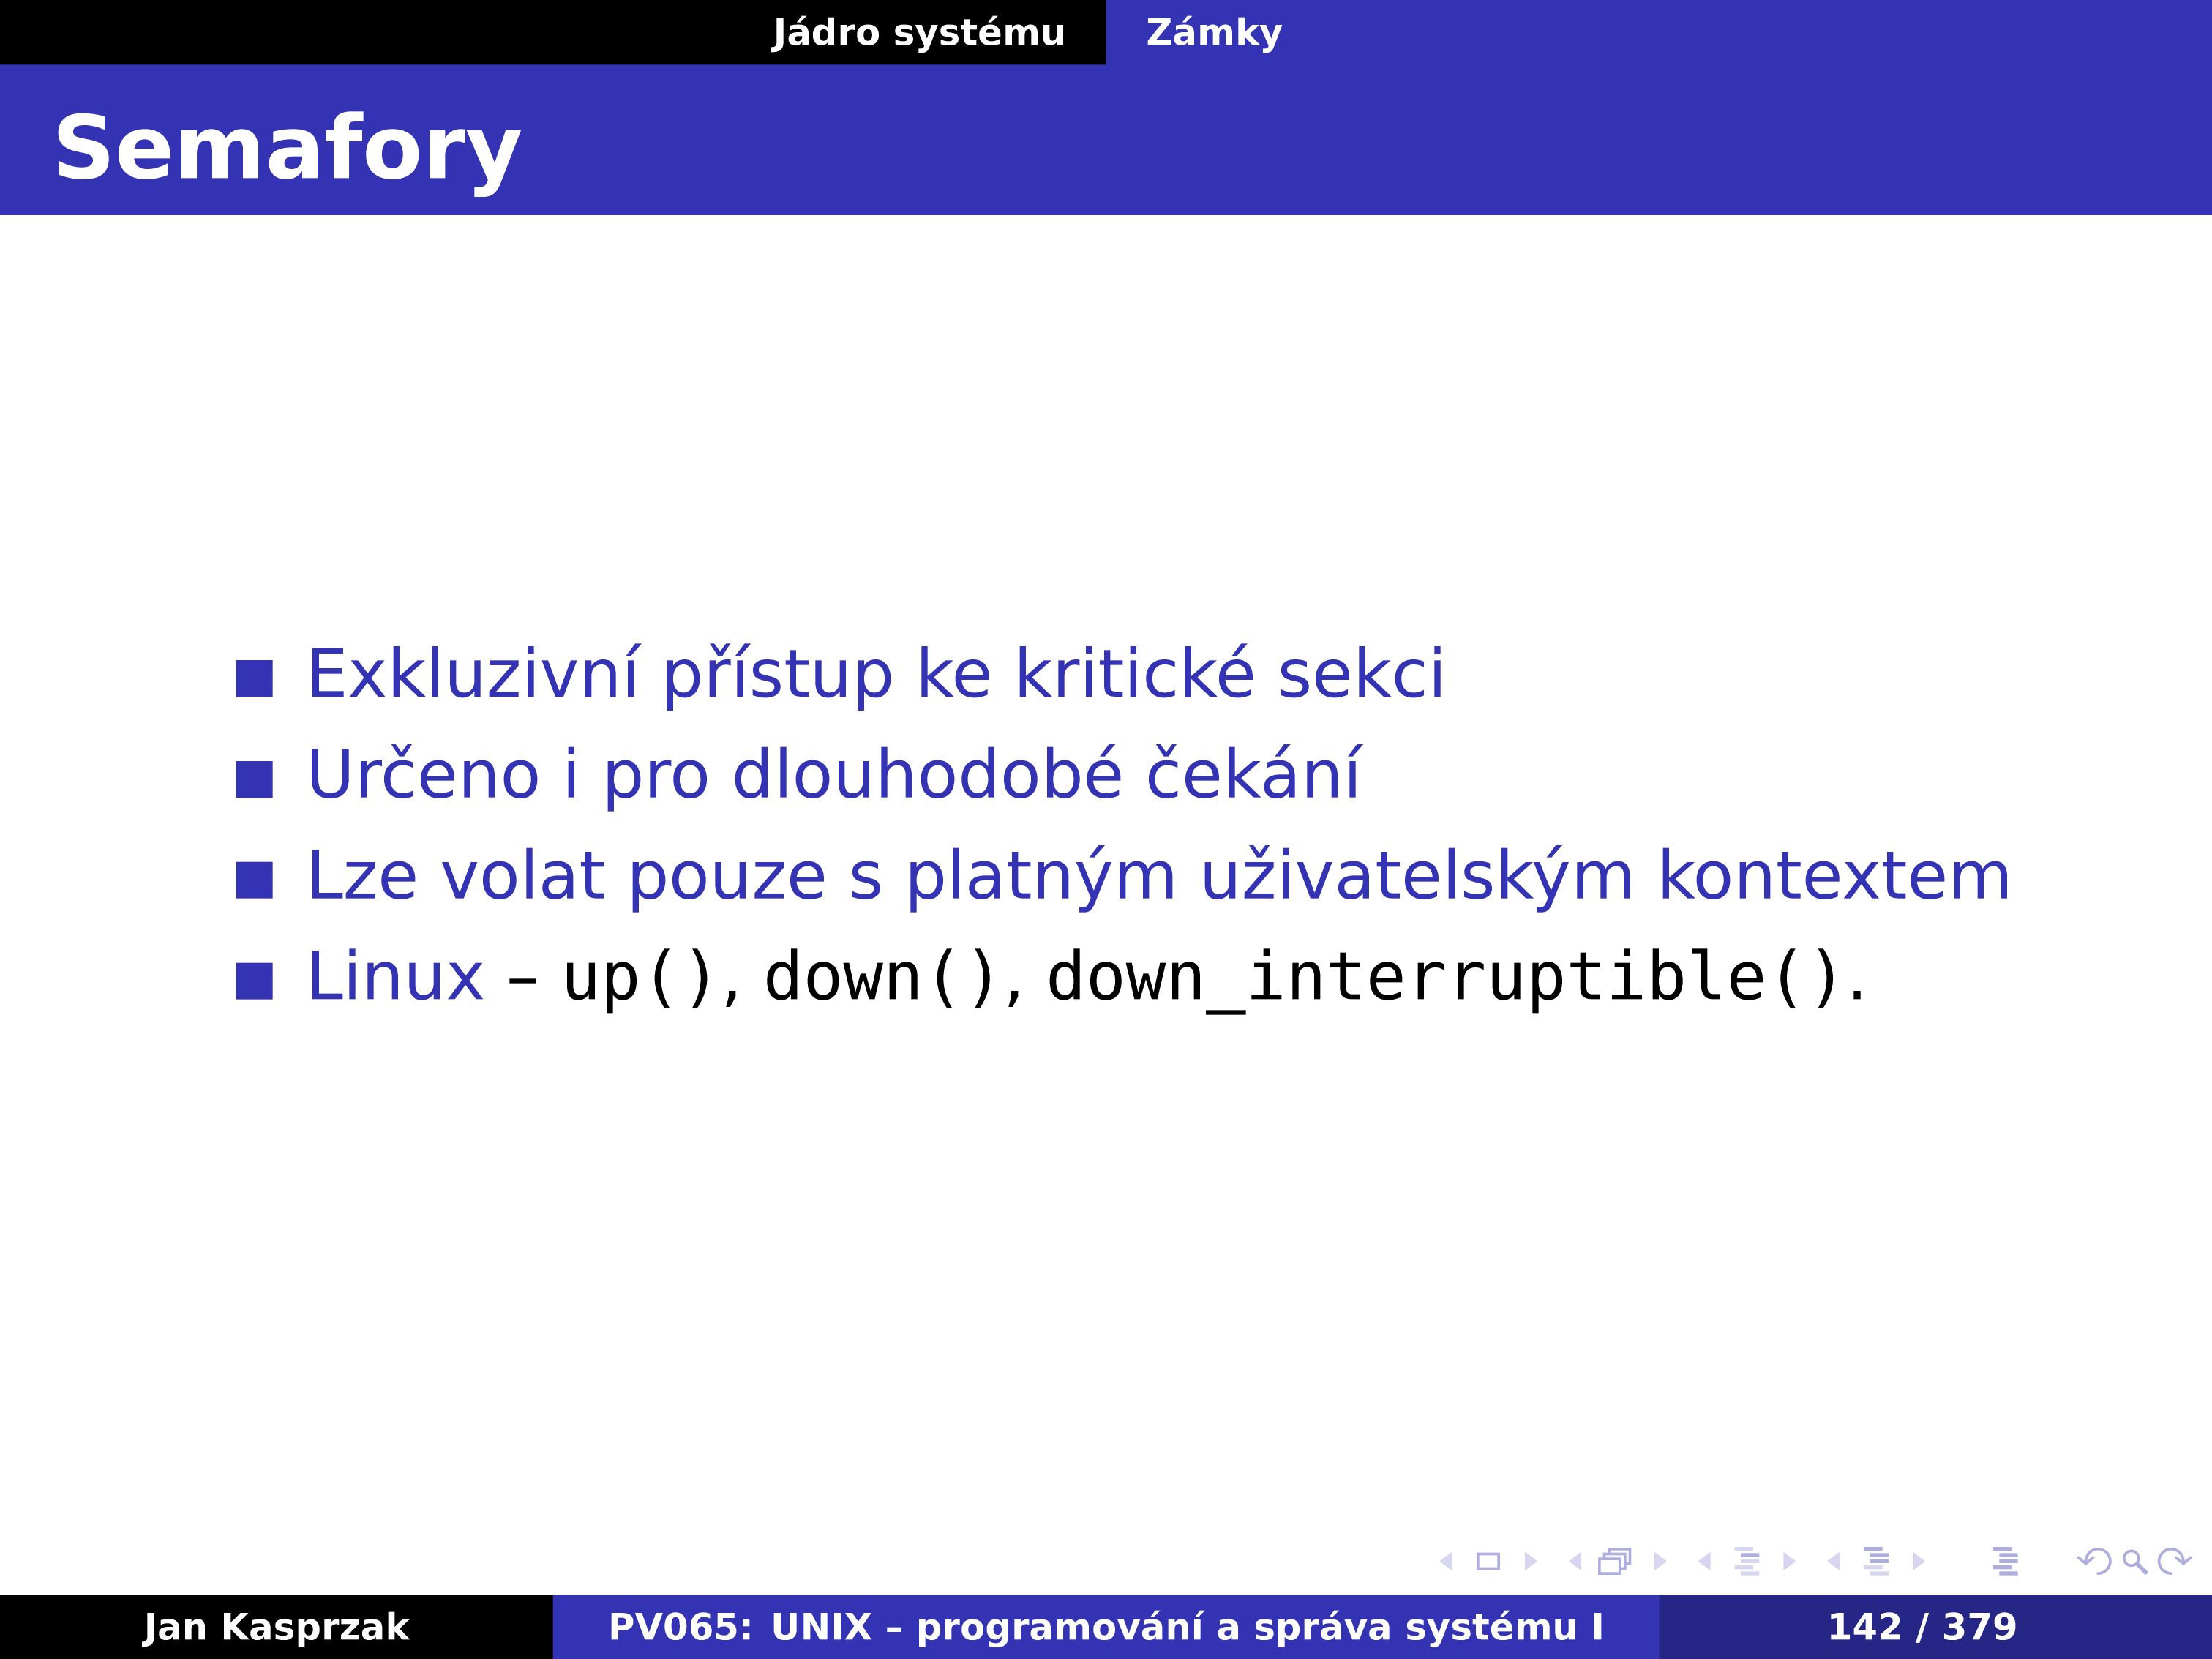 Jádro systému Zámky
Semafory
Exkluzivní přístup ke kritické sekci
Určeno i pro dlouhodobé čekání
Lze volat pouze s platným uživatelským kontextem
Linux – up(), down(), down_interruptible().
Jan Kasprzak PV065: UNIX – programování a správa systému I 142 / 379